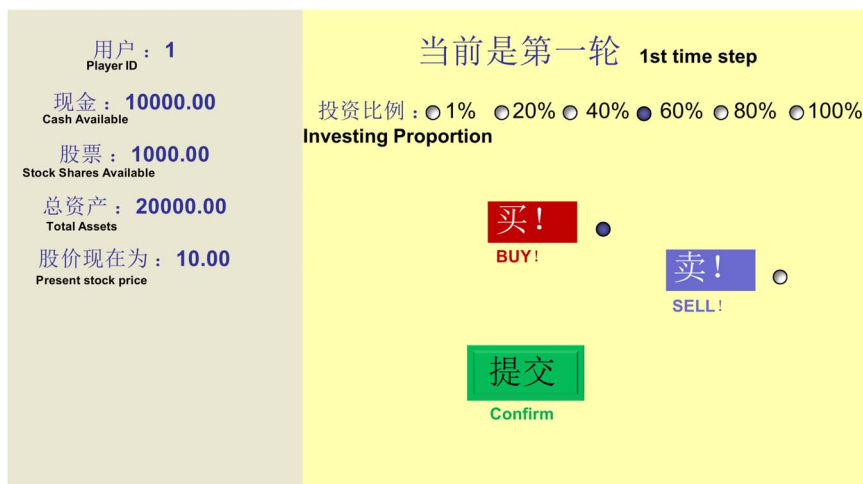 用户：1
Player ID
现金：10000.00
Cash Available
股票：1000.00
Stock Shares Available
总资产：20000.00
Total Assets
股价现在为：10.00
Present stock price
当前是第一轮 1st time step
投资比例： 1% 20% 40% 60% 80% 100%
Investing Proportion
买！
BUY！
卖！
SELL！
提交
Confirm